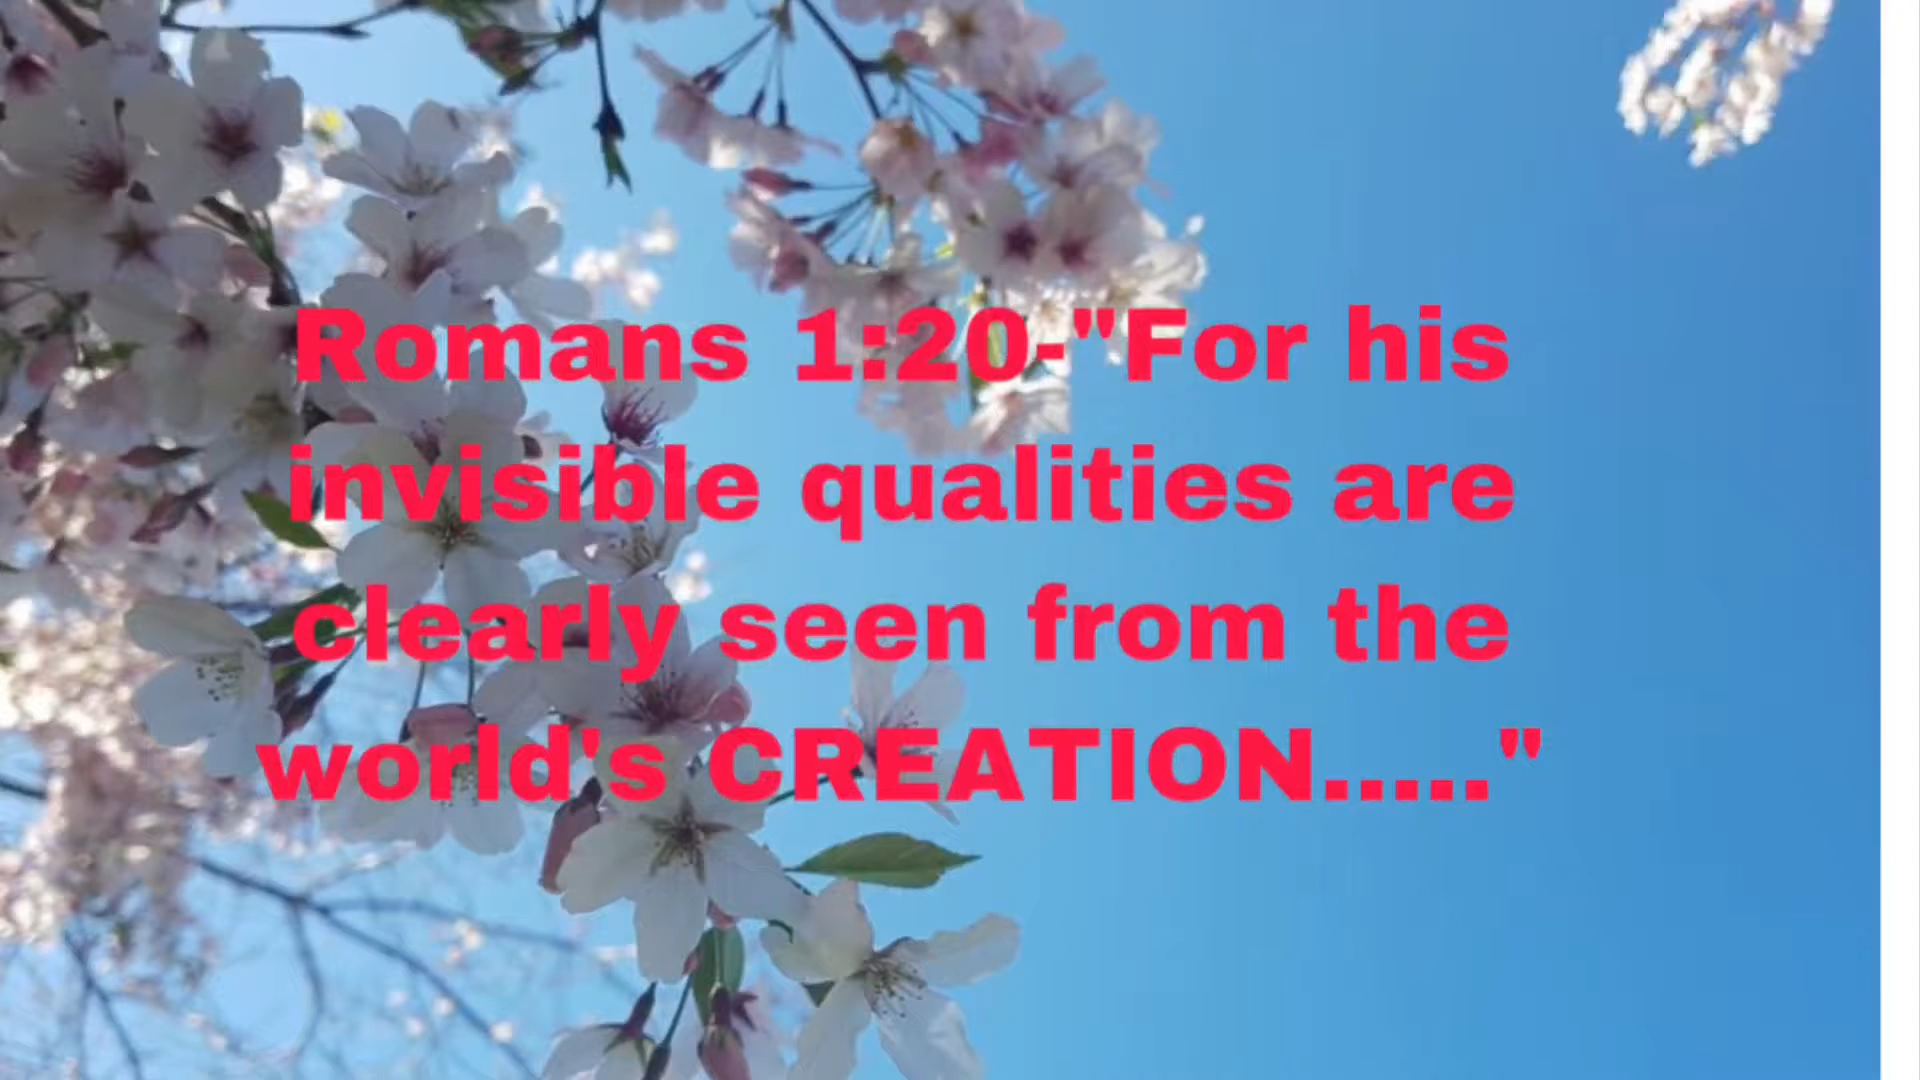 Romans 1:20-"For his
invisible qualities are
clearly seen from the
world's CREATION....."